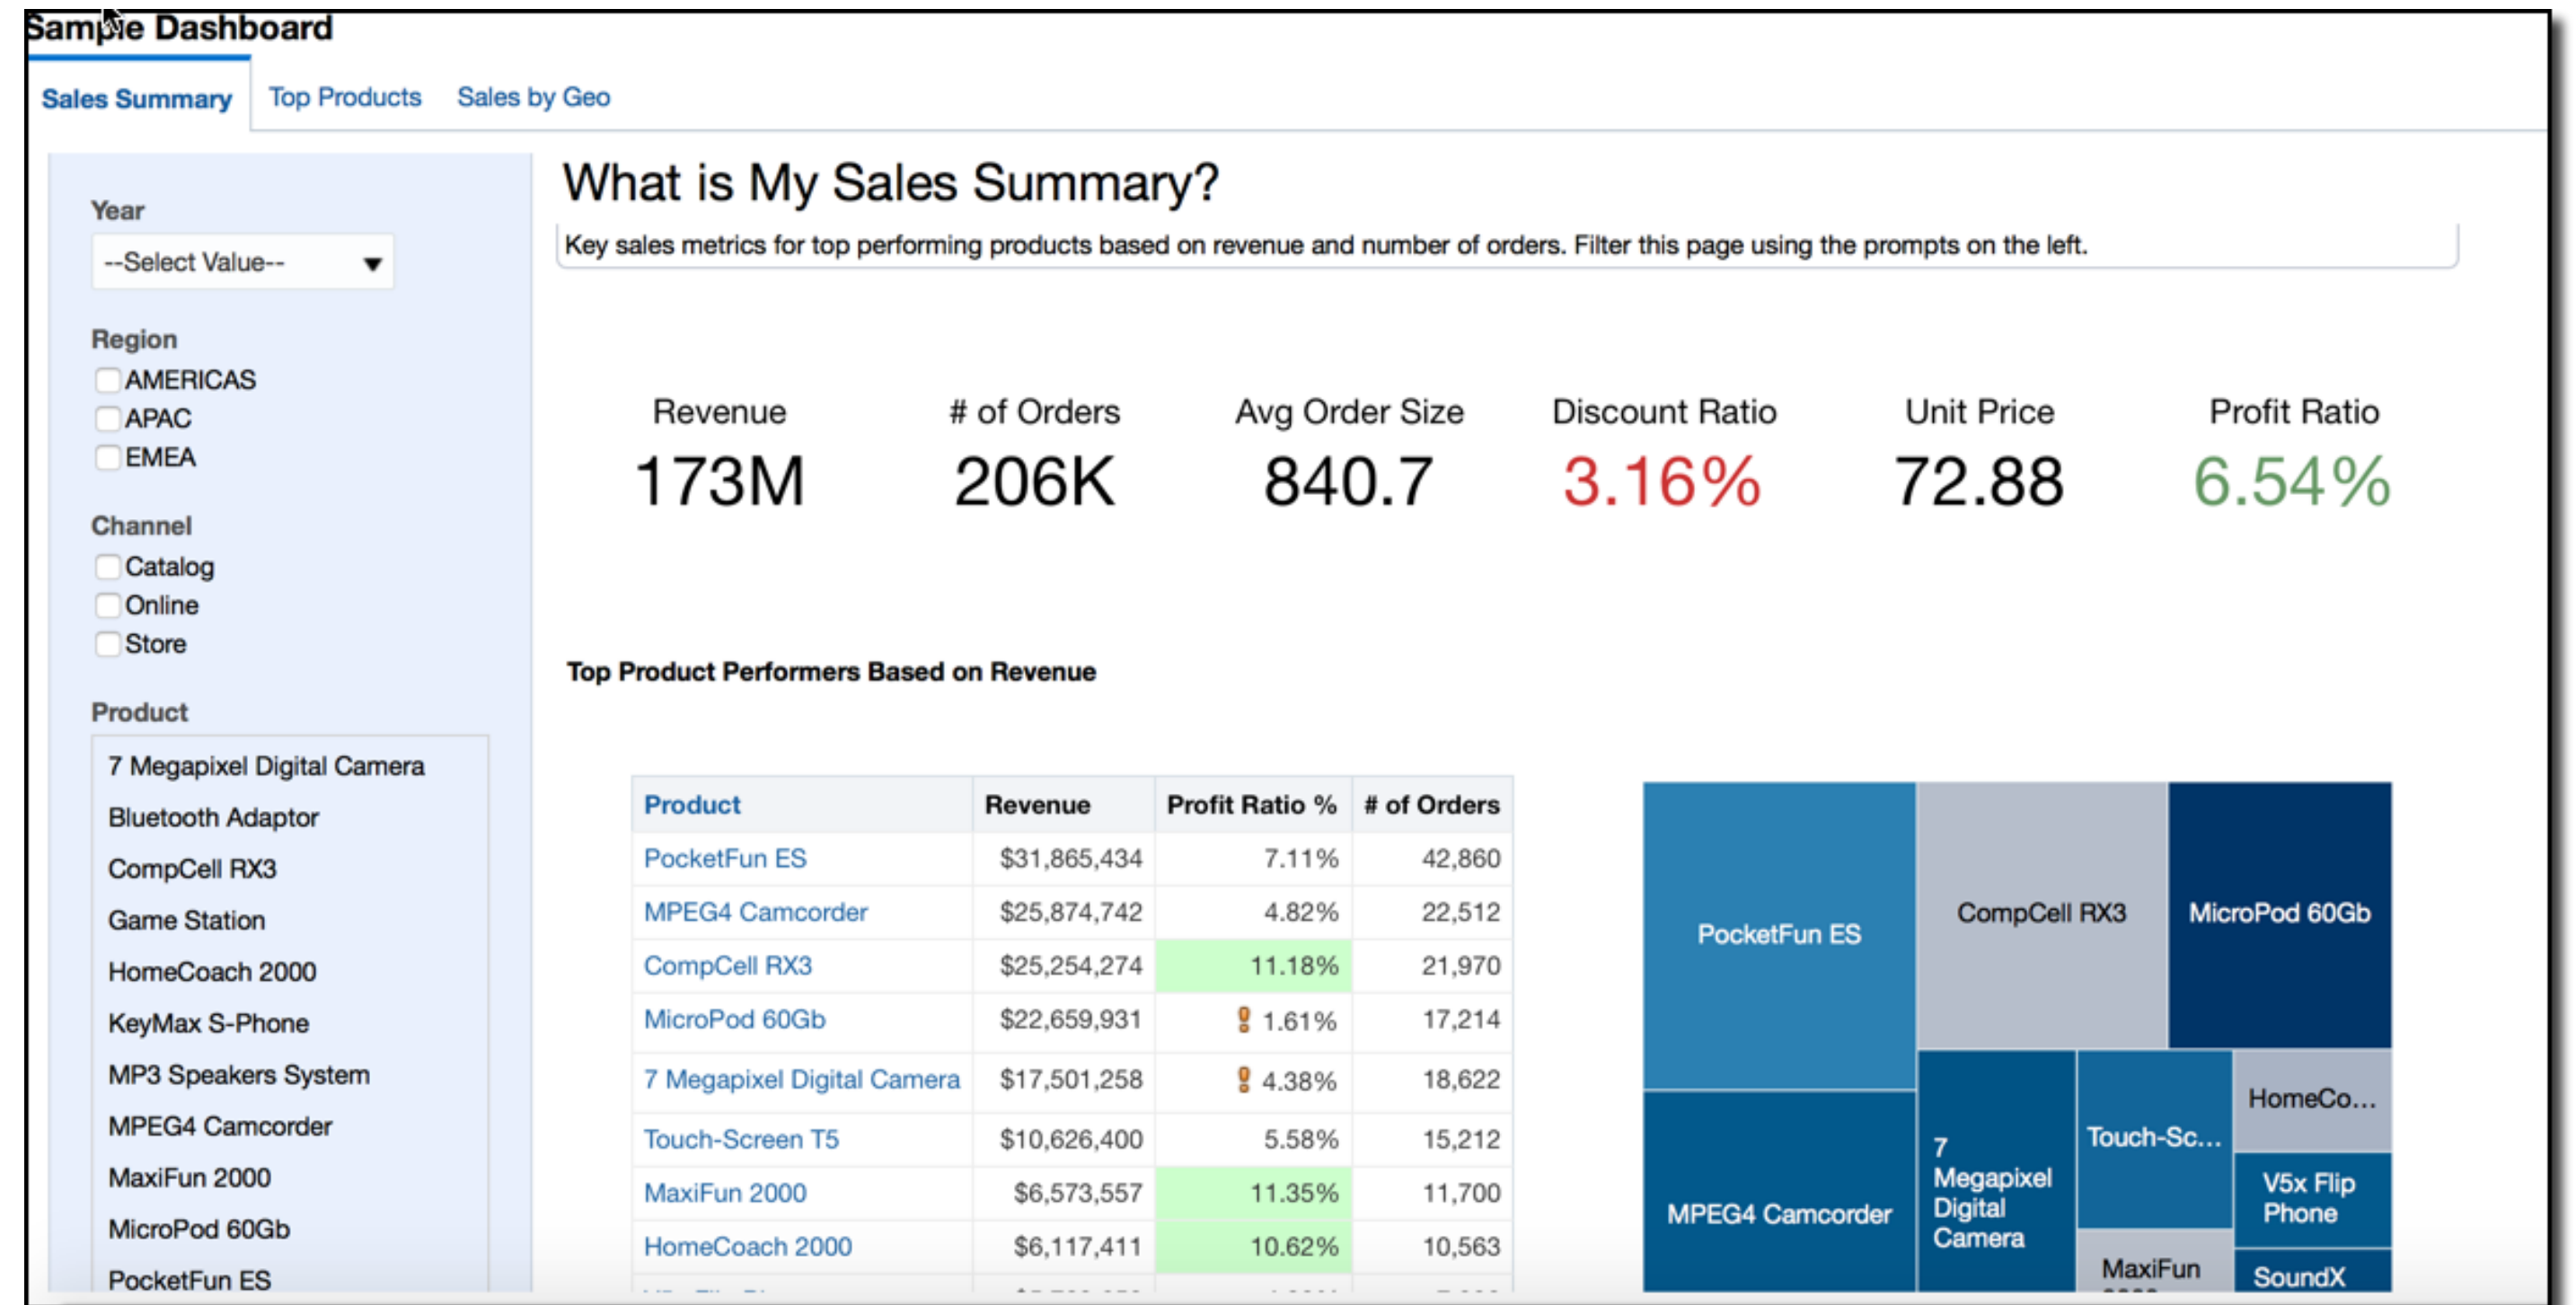 Sample Dashboard
Sales Summary Top Products Sales by Geo
Year
--Select Value--
Region
AMERICAS
APAC
EMEA
Channel
Catalog
Online
Store
Product
7 Megapixel Digital Camera
Bluetooth Adaptor
CompCell RX3
Game Station
HomeCoach 2000
KeyMax S-Phone
MP3 Speakers System
MPEG4 Camcorder
MaxiFun 2000
MicroPod 60Gb
PocketFun ES
What is My Sales Summary?
Key sales metrics for top performing products based on revenue and number of orders. Filter this page using the prompts on the left.
Revenue # of Orders Avg Order Size Discount Ratio Unit Price Profit Ratio
173M 206K 840.7 3.16% 72.88 6.54%
Top Product Performers Based on Revenue
Product Revenue Profit Ratio % # of Orders
PocketFun ES $31,865,434 7.11% 42,860
MPEG4 Camcorder $25,874,742 4.82% 22,512
CompCell RX3 $25,254,274 11.18% 21,970
MicroPod 60Gb $22,659,931 1.61% 17,214
7 Megapixel Digital Camera $17,501,258 4.38% 18,622
Touch-Screen T5 $10,626,400 5.58% 15,212
MaxiFun 2000 $6,573,557 11.35% 11,700
HomeCoach 2000 $6,117,411 10.62% 10,563
PocketFun ES
CompCell RX3
MicroPod 60Gb
MPEG4 Camcorder
7
Megapixel
Digital
Camera
Touch-Sc...
HomeCo...
V5x Flip
Phone
MaxiFun
SoundX